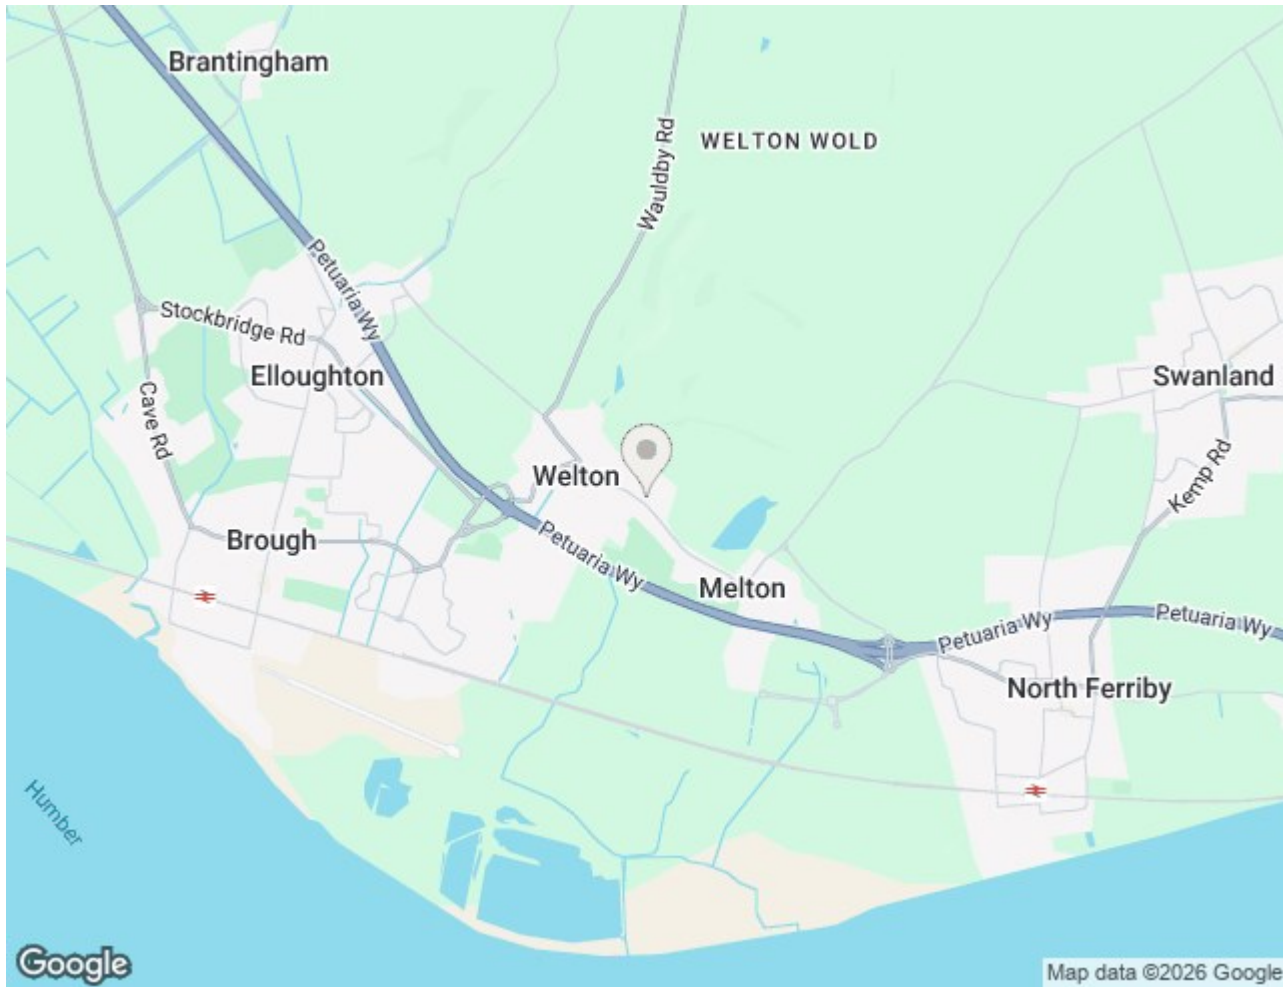 Brantingham
WELTON WOLD
Wauldby Rd
Petuaria Wy
Stockbridge Rd
Elloughton
Swanland
Cave Rd
Welton
Kemp Rd
Brough
Petuaria Wy
Melton
Petuaria Wy
Petuaria Wy
North Ferriby
Humber
Google
Map data ©2026 Google